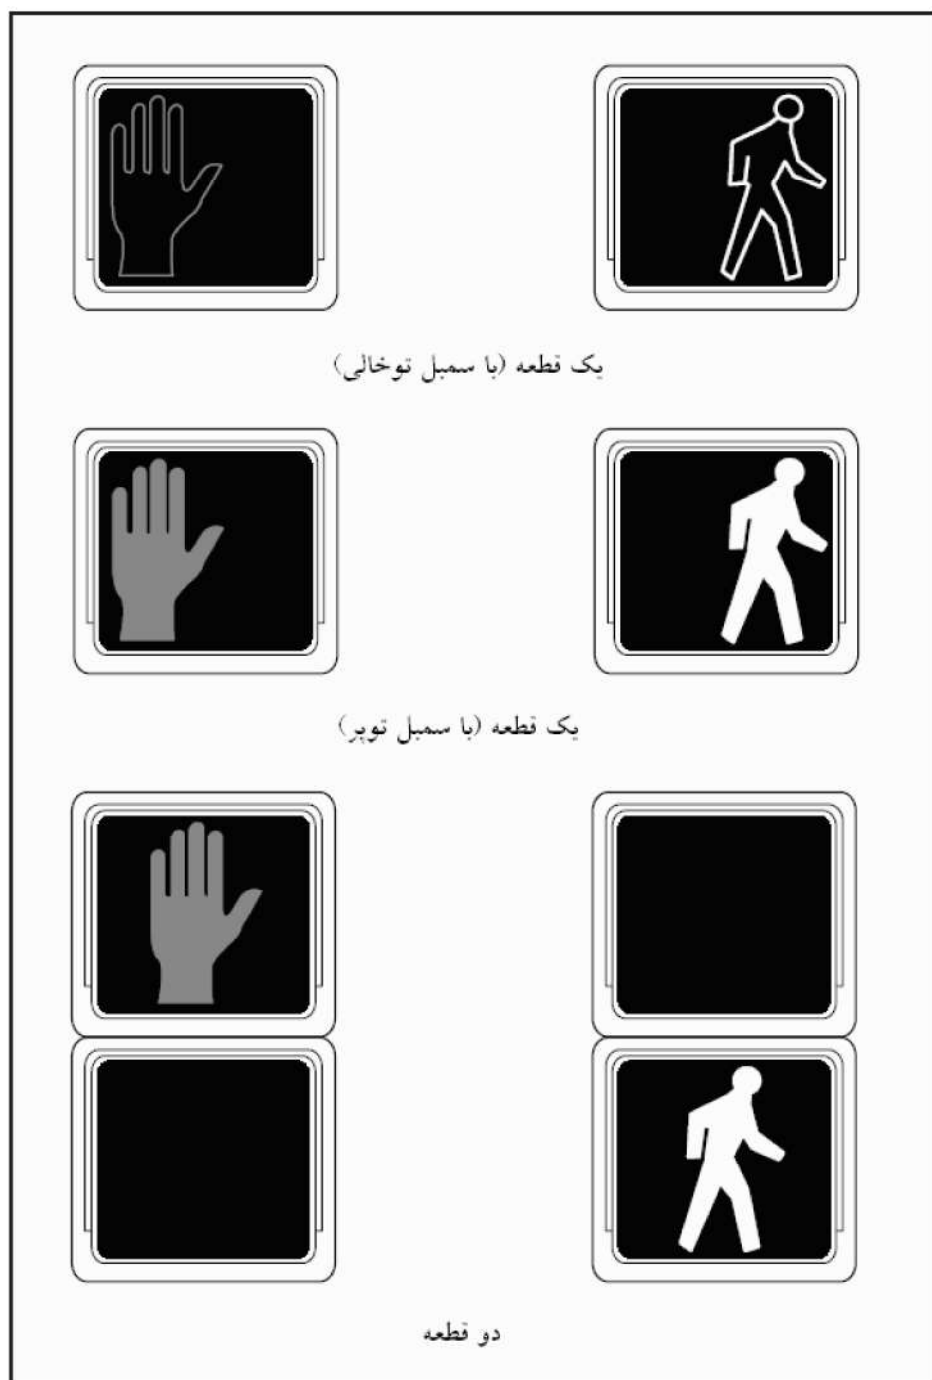 یک قطعه (با سمبل توخالی)
یک قطعه (با سمبل توپر)
دو قطعه